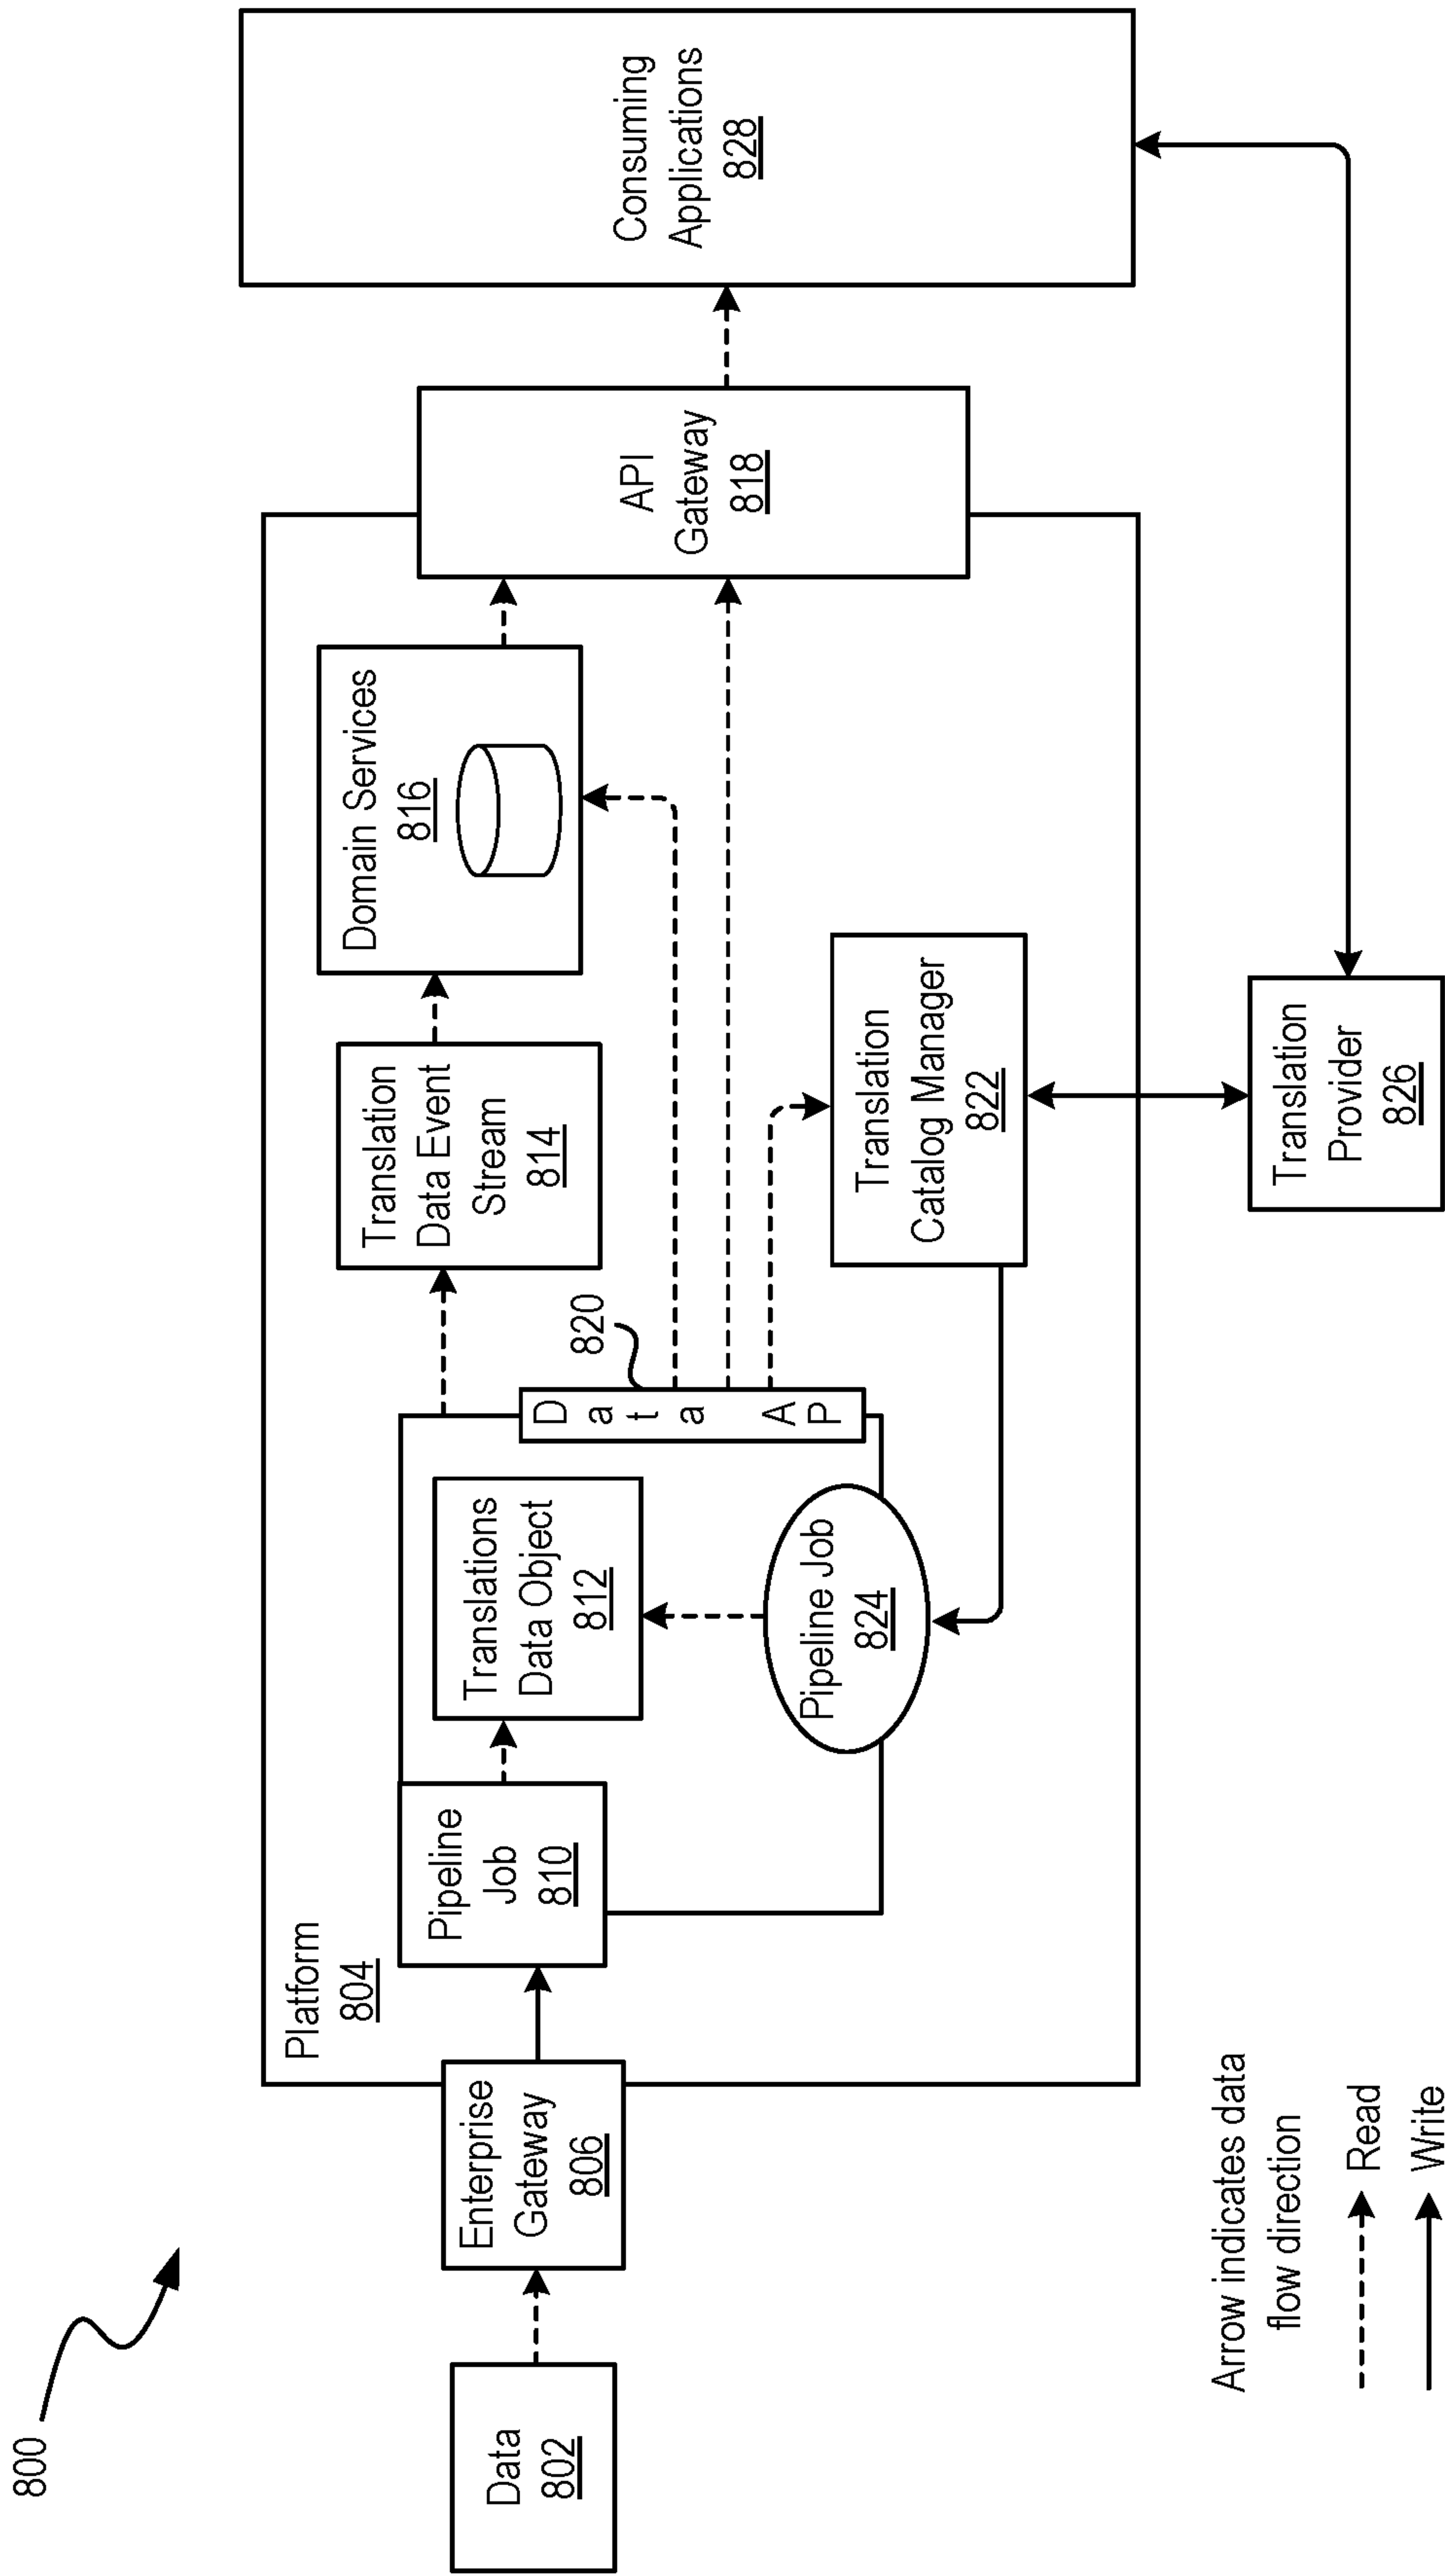 800
Data
802
Enterprise
Gateway
806
Platform
804
Pipeline
Job
810
Translations
Data Object
812
Pipeline Job
824
D
a
t
a
A
P
820
Translation
Data Event
Stream
814
Domain Services
816
Translation
Catalog Manager
822
API
Gateway
818
Consuming
Applications
828
Translation
Provider
826
Arrow indicates data
flow direction
Read
Write